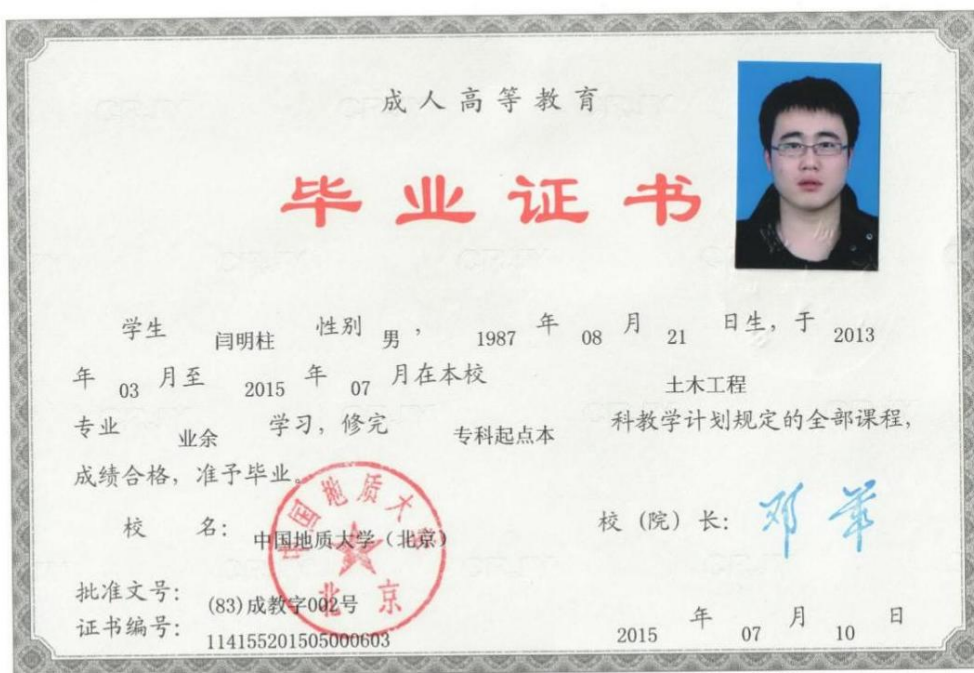 成人高等教育
毕业证书
学生 闫明柱 性别 男 , 1987 年 08 月 21 日生，于 2013
年 03 月至 2015 年 07 月在本校 土木工程
专业 业余 学习，修完 专科起点本 科教学计划规定的全部课程，
成绩合格，准予毕业。
中国地质大学
北京
校 名： 中国地质大学（北京） 校（院）长： 邓军
批准文号： (83)成教字002号
证书编号： 114155201505000603 2015 年 07 月 10 日